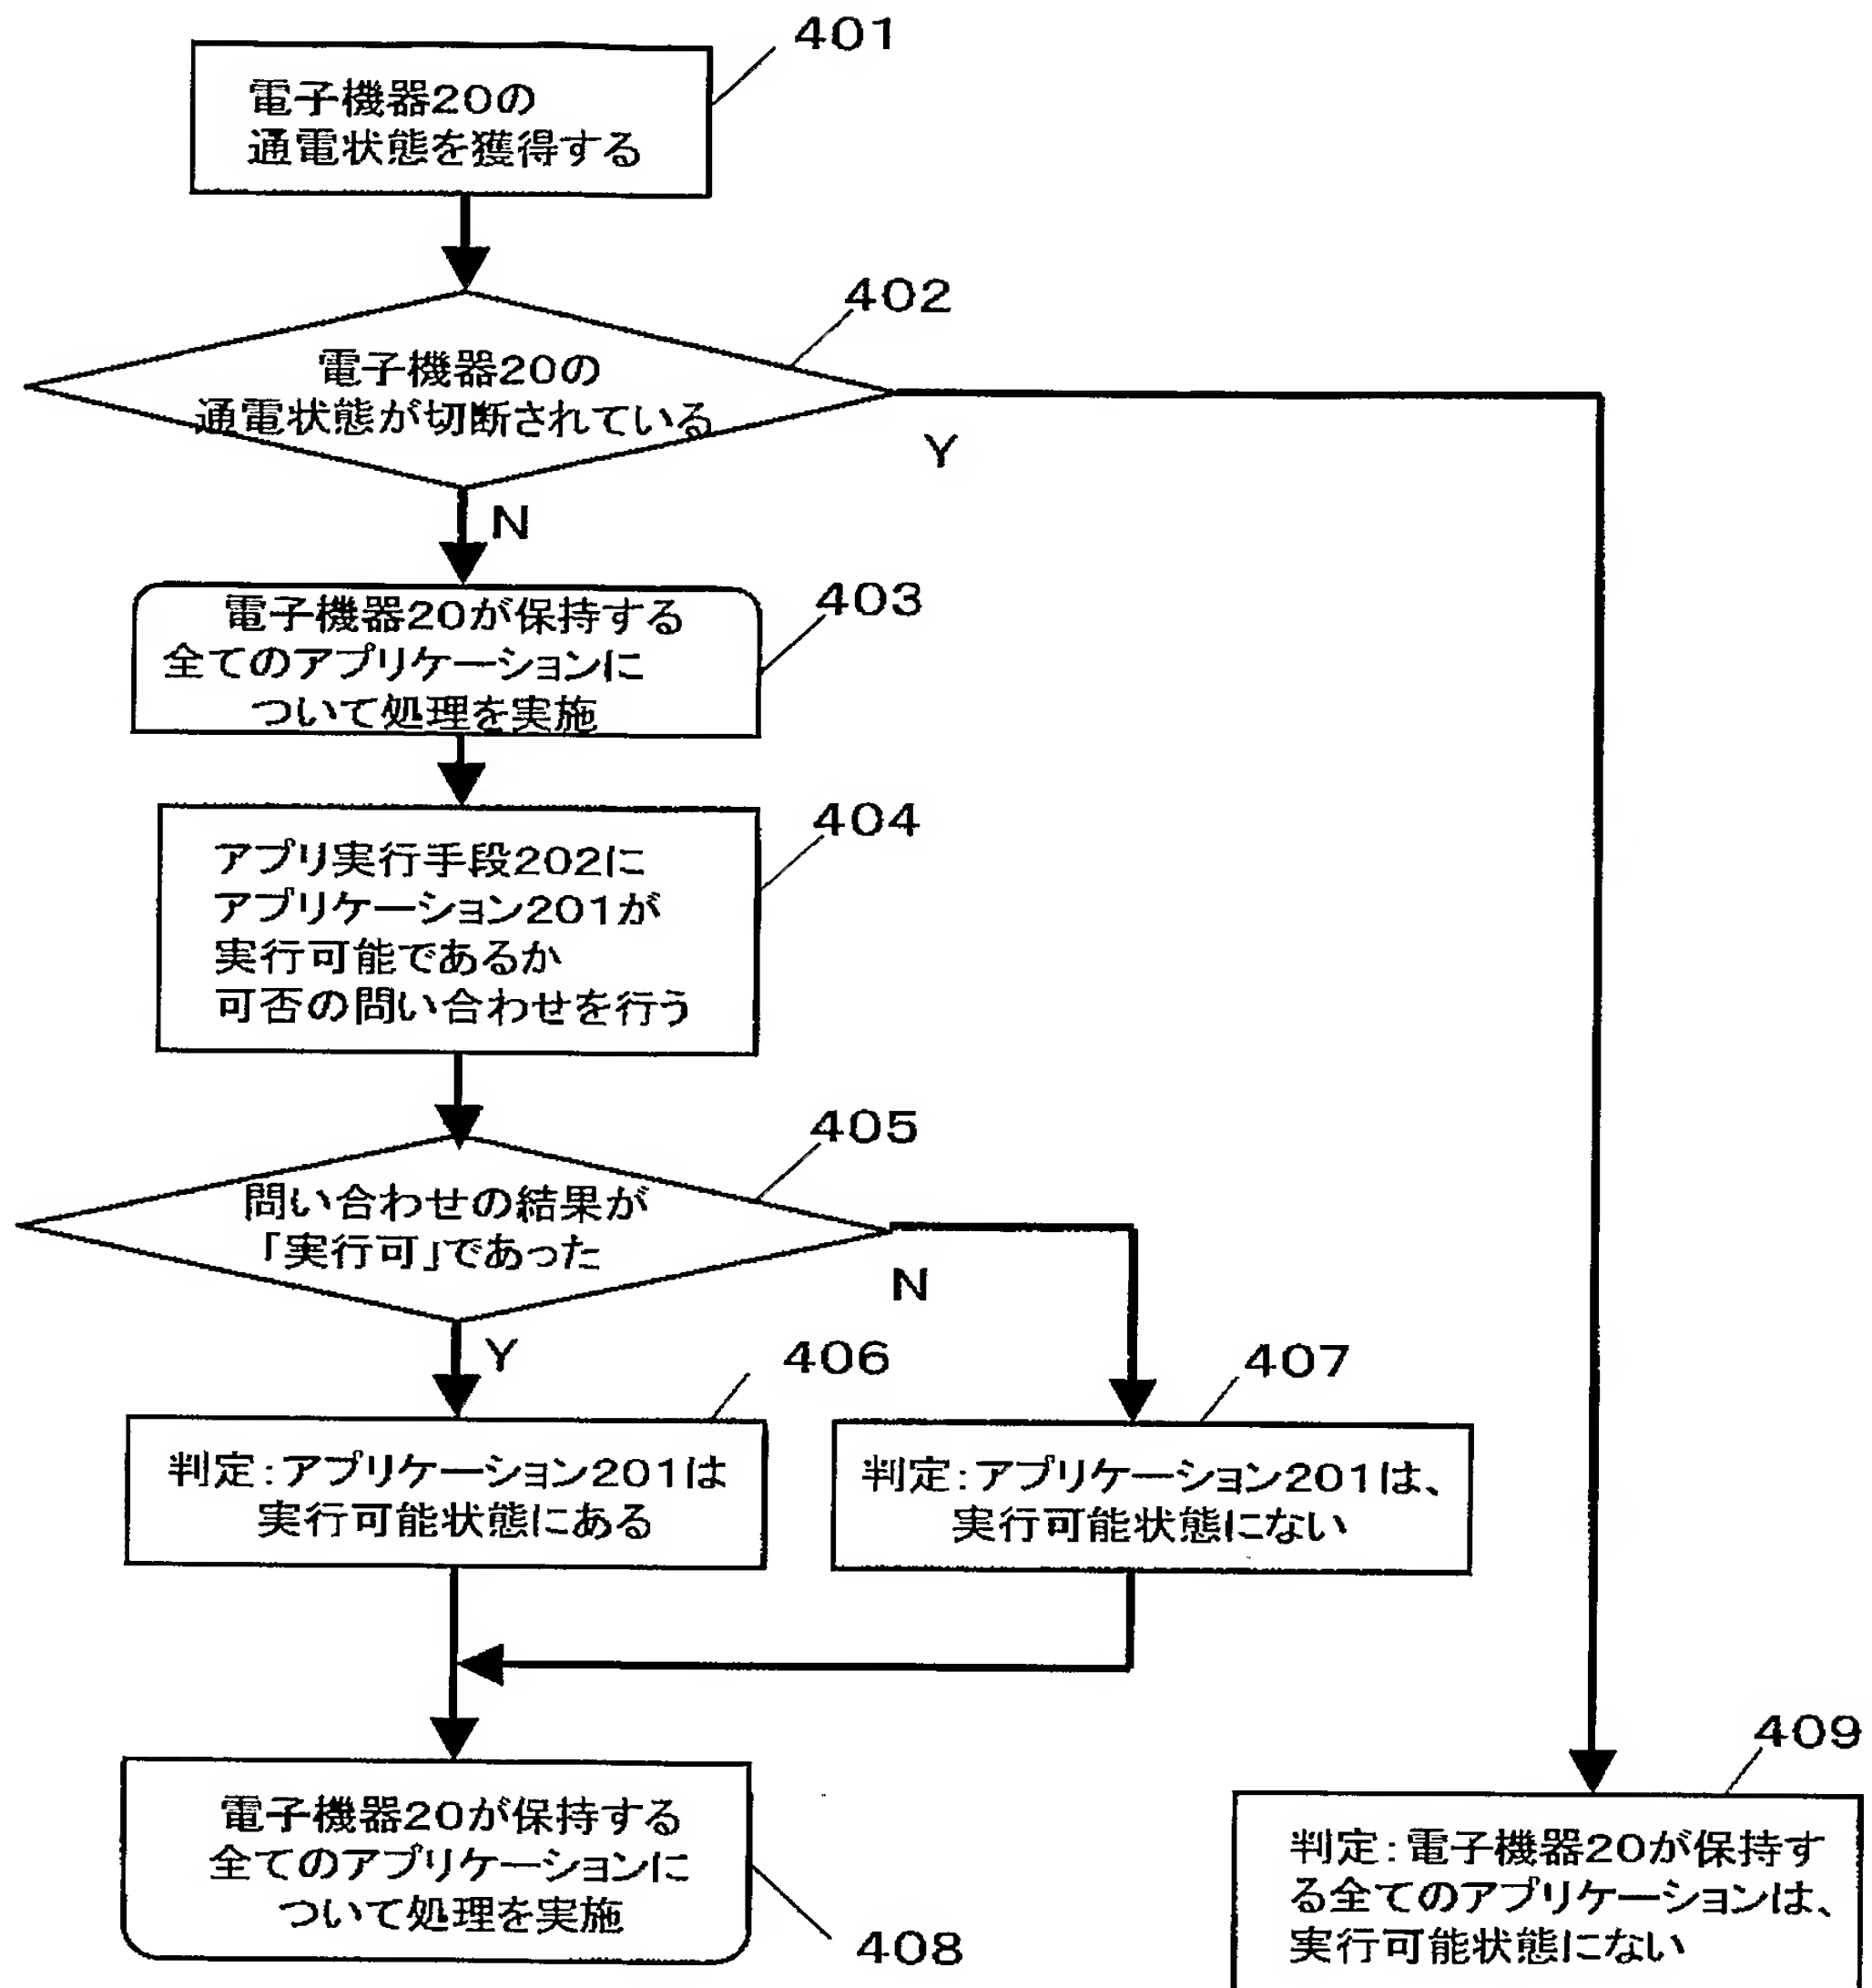 401
電子機器20の
通電状態を獲得する
402
電子機器20の
通電状態が切断されている
Y
N
403
電子機器20が保持する
全てのアプリケーションに
ついて処理を実施
404
アプリ実行手段202に
アプリケーション201が
実行可能であるか
可否の問い合わせを行う
405
問い合わせの結果が
「実行可」であった
N
Y
406
判定:アプリケーション201は
実行可能状態にある
407
判定:アプリケーション201は、
実行可能状態にない
電子機器20が保持する
全てのアプリケーションに
ついて処理を実施
408
409
判定:電子機器20が保持す
る全てのアプリケーションは、
実行可能状態にない